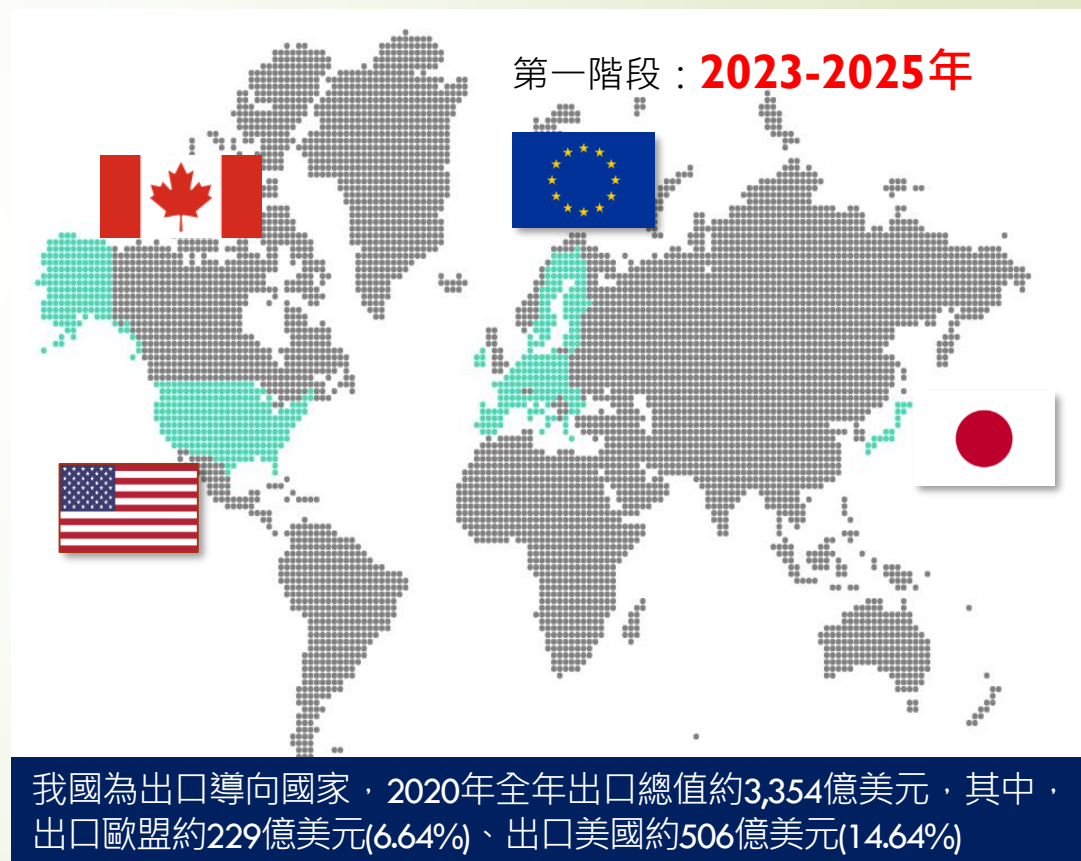 第一階段：2023-2025年
我國為出口導向國家，2020年全年出口總值約3,354億美元，其中，
出口歐盟約229億美元(6.64%)、出口美國約506億美元(14.64%)